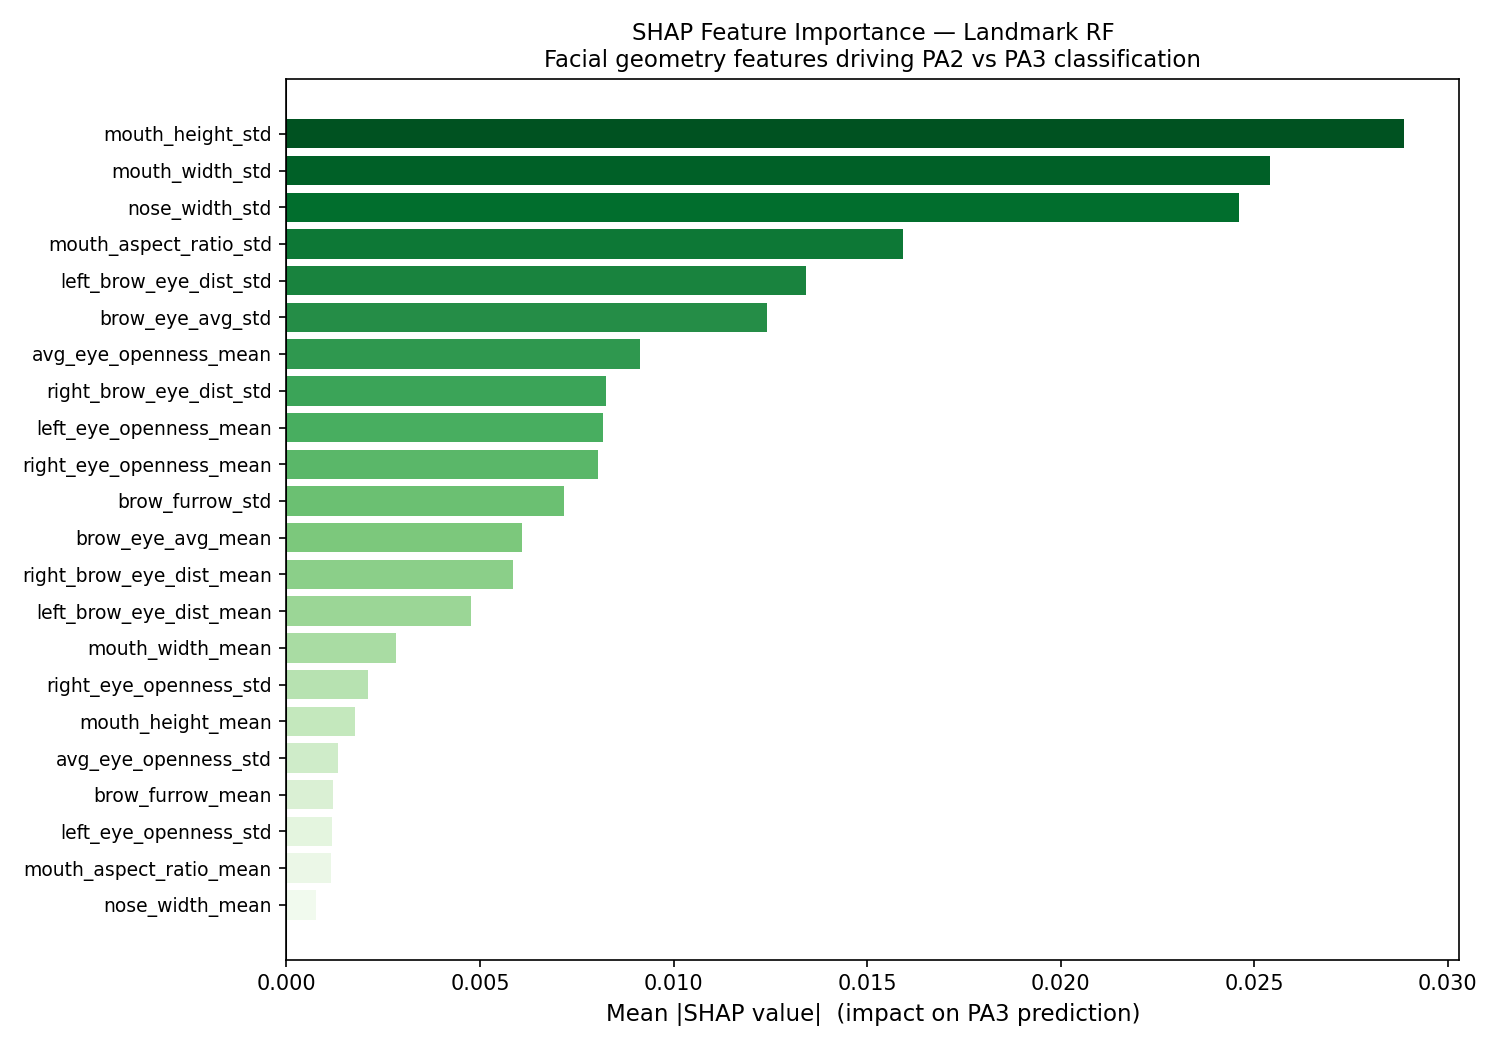 SHAP Feature Importance — Landmark RF
Facial geometry features driving PA2 vs PA3 classification
mouth_height_std
mouth_width_std
nose_width_std
mouth_aspect_ratio_std
left_brow_eye_dist_std
brow_eye_avg_std
avg_eye_openness_mean
right_brow_eye_dist_std
left_eye_openness_mean
right_eye_openness_mean
brow_furrow_std
brow_eye_avg_mean
right_brow_eye_dist_mean
left_brow_eye_dist_mean
mouth_width_mean
right_eye_openness_std
mouth_height_mean
avg_eye_openness_std
brow_furrow_mean
left_eye_openness_std
mouth_aspect_ratio_mean
nose_width_mean
0.000 0.005 0.010 0.015 0.020 0.025 0.030
Mean |SHAP value|  (impact on PA3 prediction)